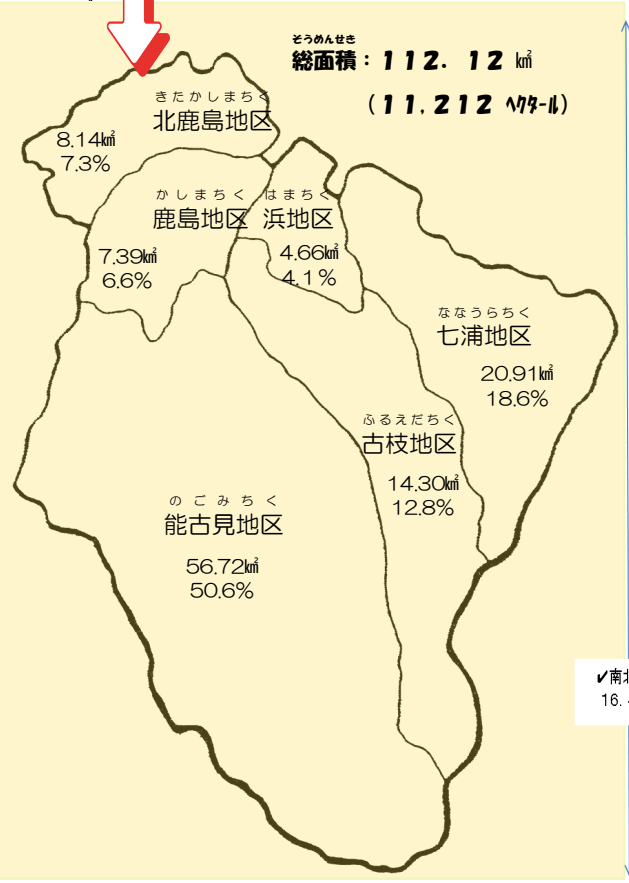 そうめんせき
総面積：112.12 ㎢
（11,212 ﾍｸﾀｰﾙ）
きたかしまちく
北鹿島地区
8.14㎢
7.3%
かしまちく
鹿島地区
7.39㎢
6.6%
はまちく
浜地区
4.66㎢
4.1%
ななうらちく
七浦地区
20.91㎢
18.6%
ふるえだちく
古枝地区
14.30㎢
12.8%
のごみちく
能古見地区
56.72㎢
50.6%
✔南北
16.